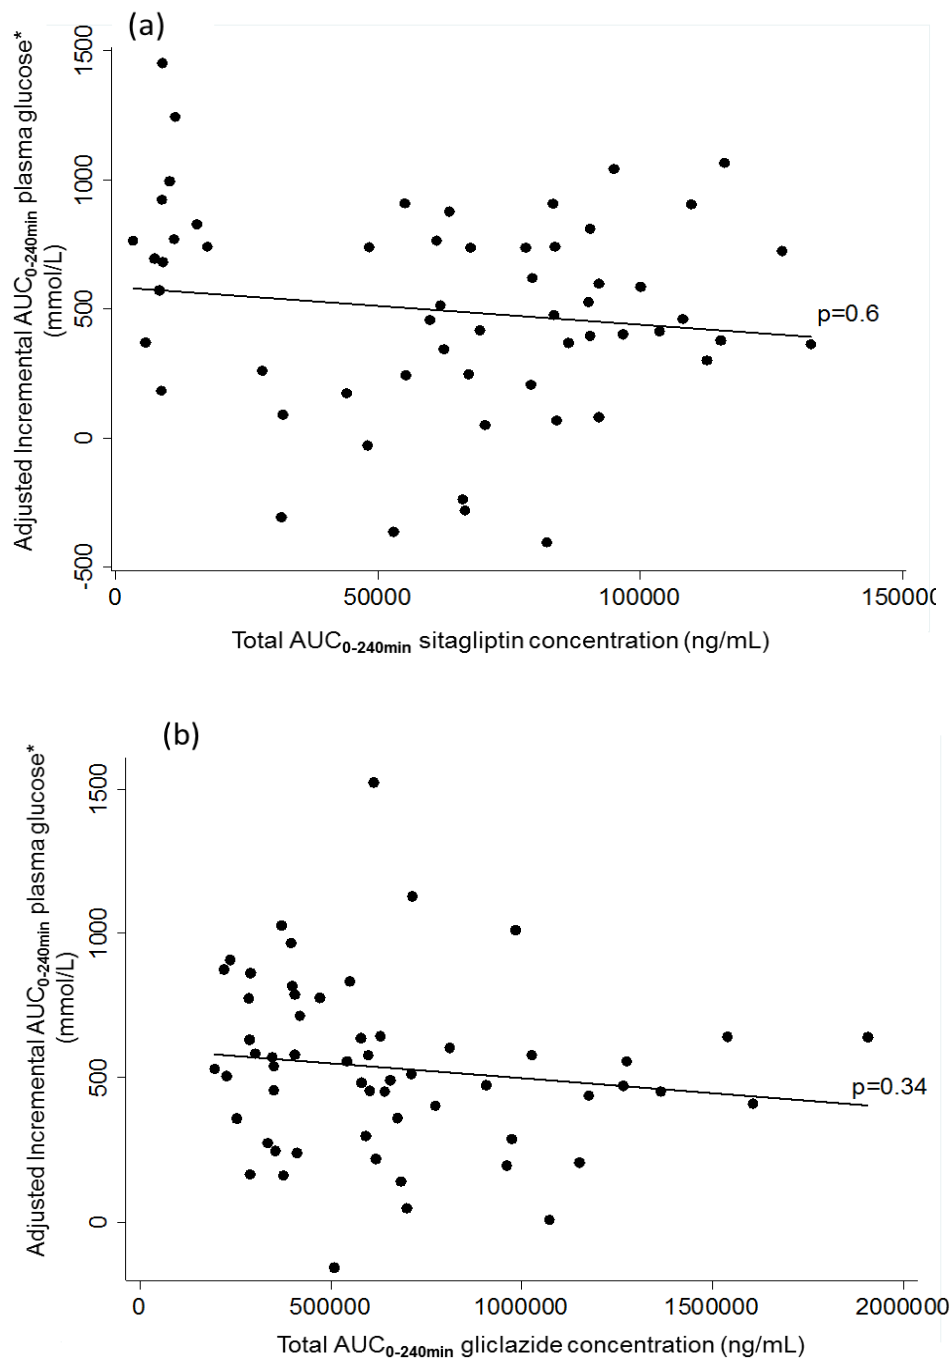 (a)
Adjusted Incremental AUC0-240min plasma glucose*
(mmol/L)
1500
1000
500
0
-500
p=0.6
0 50000 100000 150000
Total AUC0-240min sitagliptin concentration (ng/mL)
(b)
Adjusted Incremental AUC0-240min plasma glucose*
(mmol/L)
1500
1000
500
0
p=0.34
0 500000 1000000 1500000 2000000
Total AUC0-240min gliclazide concentration (ng/mL)